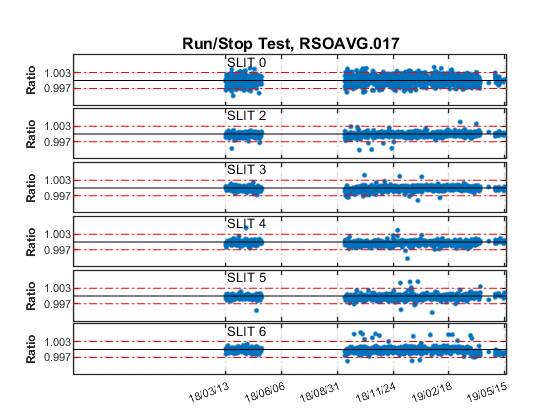 Run/Stop Test, RSOAVG.017
SLIT 0
Ratio
1.003
0.997
SLIT 2
Ratio
1.003
0.997
SLIT 3
Ratio
1.003
0.997
SLIT 4
Ratio
1.003
0.997
SLIT 5
Ratio
1.003
0.997
SLIT 6
Ratio
1.003
0.997
18/03/13 18/06/06 18/08/31 18/11/24 19/02/18 19/05/15